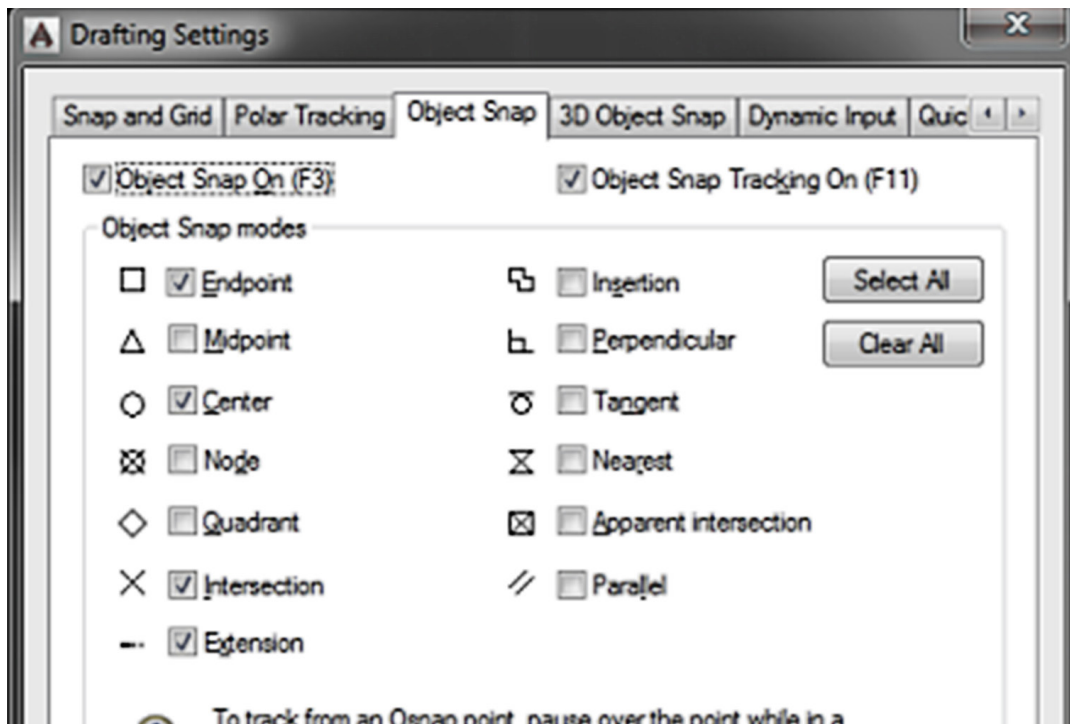 Drafting Settings
Snap and Grid Polar Tracking Object Snap 3D Object Snap Dynamic Input Quic
Object Snap On (F3) Object Snap Tracking On (F11)
Object Snap modes
Endpoint Insertion Select All
Midpoint Perpendicular Clear All
Center Tangent
Node Nearest
Quadrant Apparent intersection
Intersection Parallel
Extension
To track from an Osnap point, pause over the point while in a